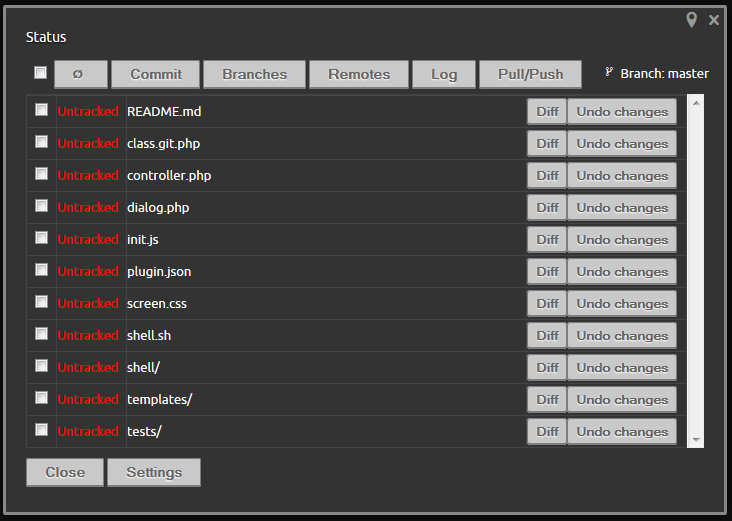 Status
Ø Commit Branches Remotes Log Pull/Push Branch: master
Untracked README.md Diff Undo changes
Untracked class.git.php Diff Undo changes
Untracked controller.php Diff Undo changes
Untracked dialog.php Diff Undo changes
Untracked init.js Diff Undo changes
Untracked plugin.json Diff Undo changes
Untracked screen.css Diff Undo changes
Untracked shell.sh Diff Undo changes
Untracked shell/ Diff Undo changes
Untracked templates/ Diff Undo changes
Untracked tests/ Diff Undo changes
Close Settings